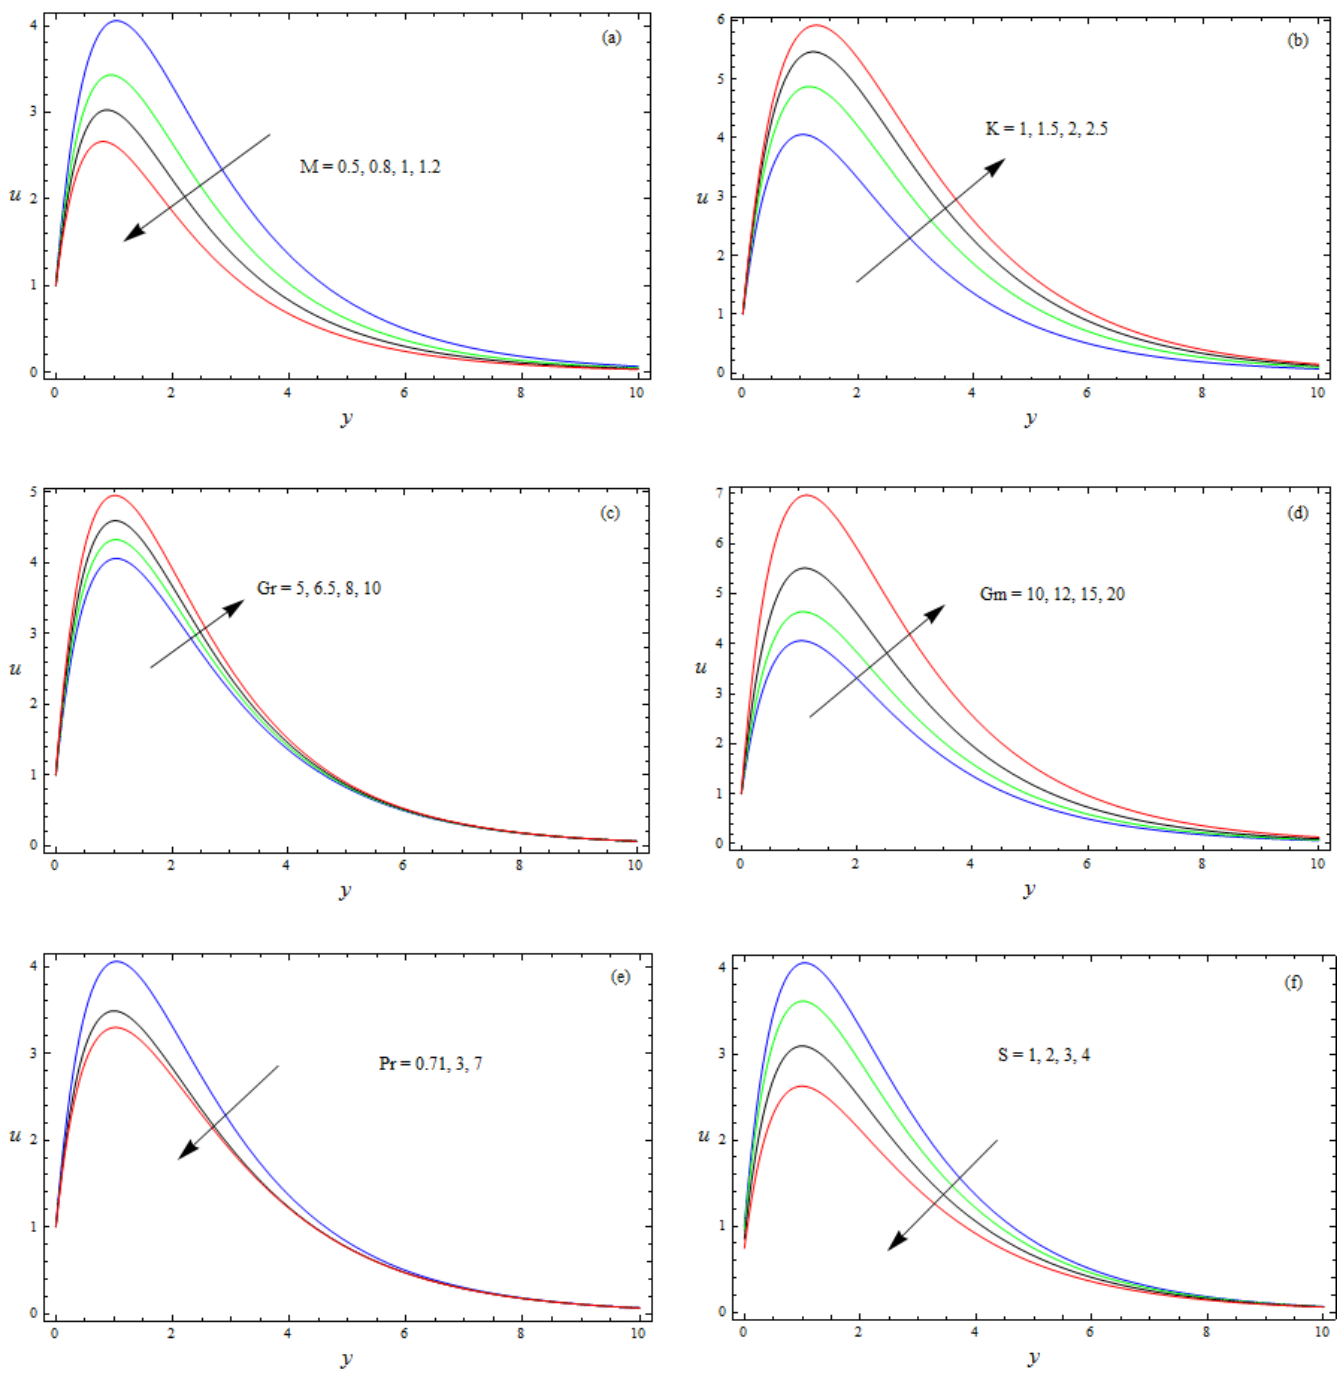 (a)
4
3
2
1
0
u
M = 0.5, 0.8, 1, 1.2
0 2 4 6 8 10
y
(b)
6
5
4
3
2
1
0
u
K = 1, 1.5, 2, 2.5
0 2 4 6 8 10
y
(c)
5
4
3
2
1
0
u
Gr = 5, 6.5, 8, 10
0 2 4 6 8 10
y
(d)
7
6
5
4
3
2
1
0
u
Gm = 10, 12, 15, 20
0 2 4 6 8 10
y
(e)
4
3
2
1
0
u
Pr = 0.71, 3, 7
0 2 4 6 8 10
y
(f)
4
3
2
1
0
u
S = 1, 2, 3, 4
0 2 4 6 8 10
y